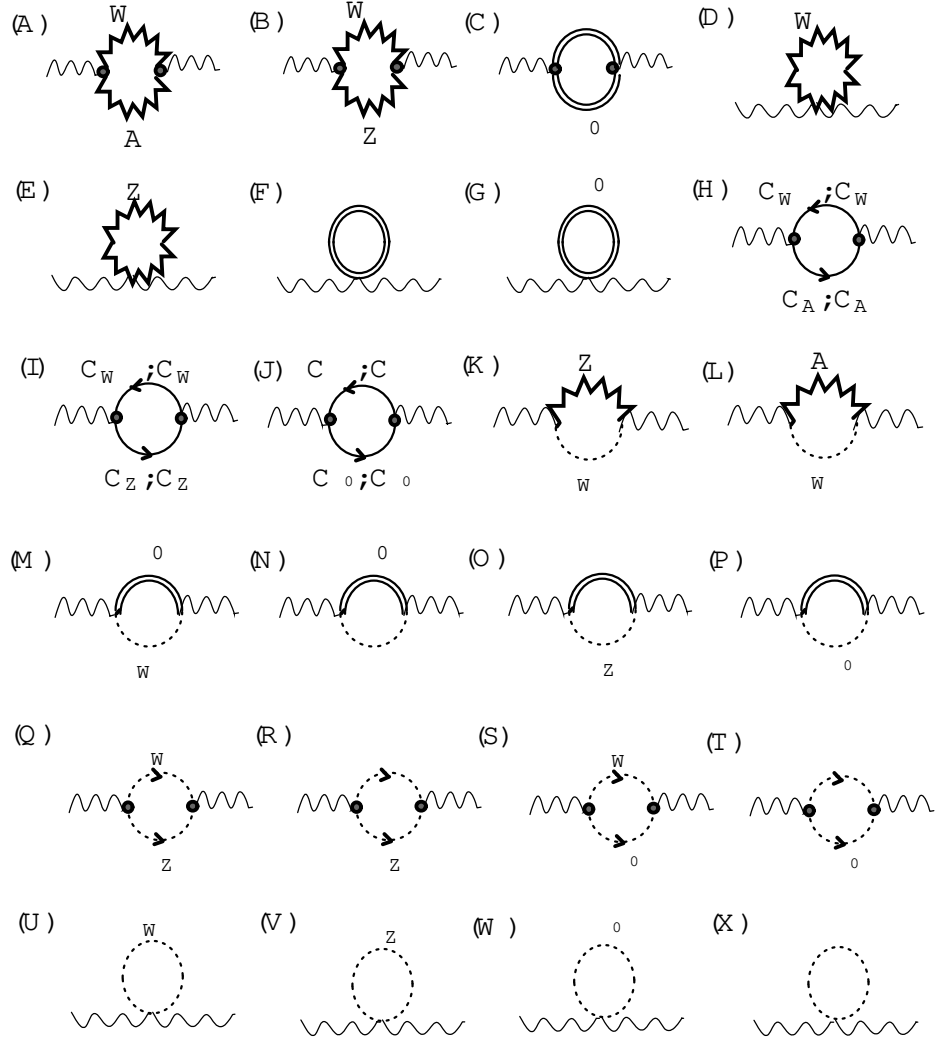 (A) W (B) W (C) (D) W
A Z 0
(E) Z (F) (G) 0 (H) C W ;C W
C A ;C A
(I) C W ;C W (J) C ;C (K) Z (L) A
C Z ;C Z C 0 ;C 0 W W
(M) 0 (N) 0 (O) (P)
W Z 0
(Q) W (R) (S) W (T)
Z Z 0 0
(U) W (V) Z (W) 0 (X)